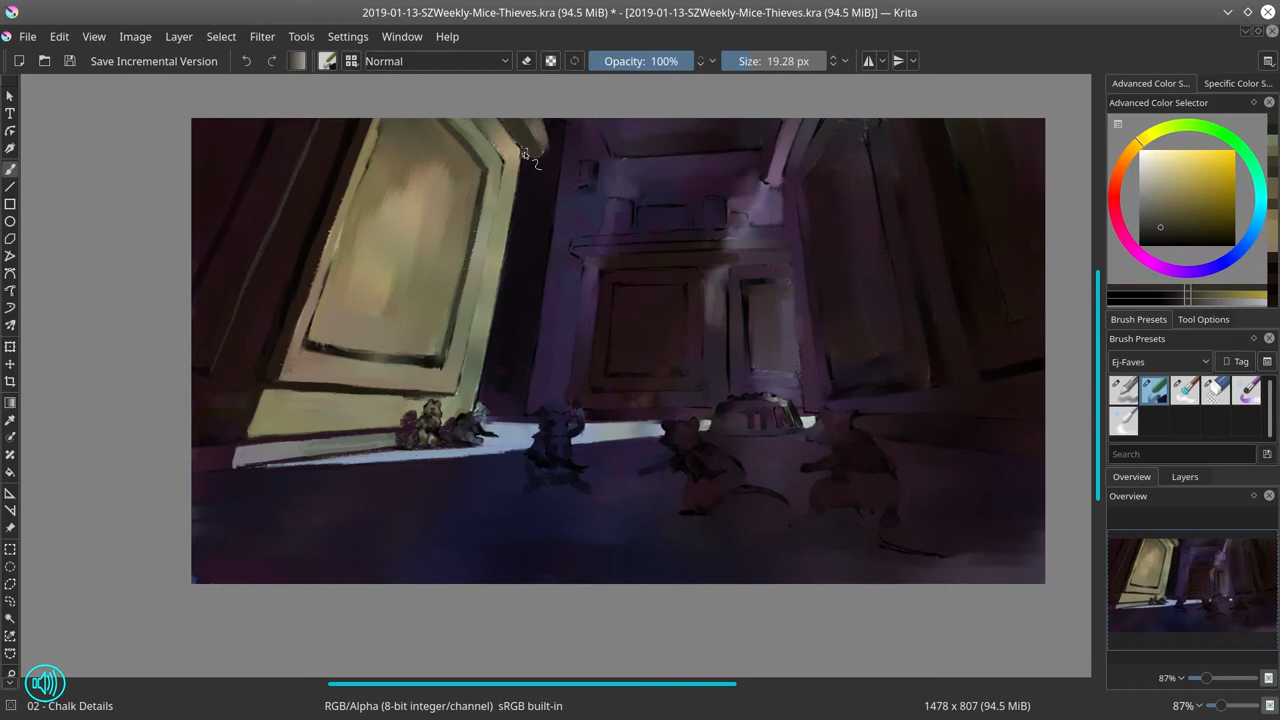 2019-01-13-SZWeekly-Mice-Thieves.kra (94.5 MiB) * - [2019-01-13-SZWeekly-Mice-Thieves.kra (94.5 MiB)] — Krita
File Edit View Image Layer Select Filter Tools Settings Window Help
Save Incremental Version Normal Opacity: 100% Size: 19.28 px
Advanced Color S... Specific Color S...
Advanced Color Selector
Brush Presets Tool Options
Brush Presets
Ej-Faves Tag
Search
Overview Layers
Overview
87%
02 - Chalk Details RGB/Alpha (8-bit integer/channel) sRGB built-in 1478 x 807 (94.5 MiB) 87%